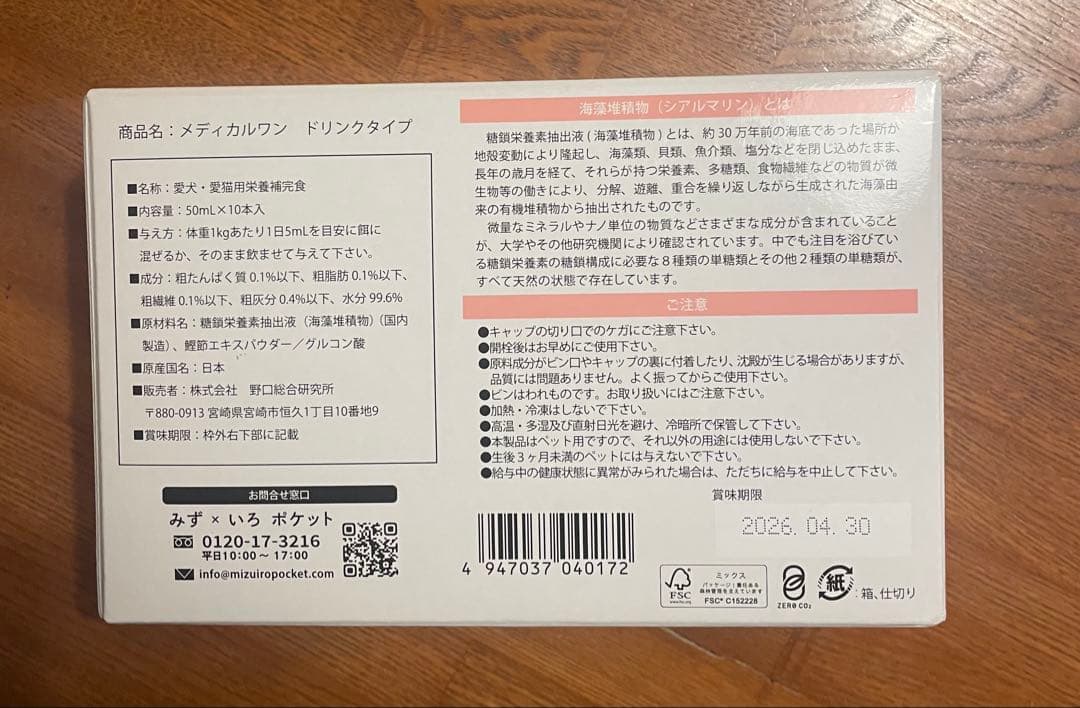 商品名：メディカルワン　ドリンクタイプ
■名称：愛犬・愛猫用栄養補完食
■内容量：50mL×10本入
■与え方：体重1kgあたり1日5mLを目安に餌に
混ぜるか、そのまま飲ませて与えて下さい。
■成分：粗たんぱく質 0.1%以下、粗脂肪 0.1%以下、
粗繊維 0.1%以下、粗灰分 0.4%以下、水分 99.6%
■原材料名：糖鎖栄養素抽出液（海藻堆積物）（国内
製造）、鰹節エキスパウダー／グルコン酸
■原産国名：日本
■販売者：株式会社　野口総合研究所
〒880-0913 宮崎県宮崎市恒久1丁目10番地9
■賞味期限：枠外右下部に記載
お問合せ窓口
みず×いろ ポケット
0120-17-3216
平日10:00～17:00
info@mizuiropocket.com
海藻堆積物（シアルマリン）とは
糖鎖栄養素抽出液（海藻堆積物）とは、約30万年前の海底であった場所が
地殻変動により隆起し、海藻類、貝類、魚介類、塩分などを閉じ込めたまま、
長年の歳月を経て、それらが持つ栄養素、多糖類、食物繊維などの物質が微
生物等の働きにより、分解、遊離、重合を繰り返しながら生成された海藻由
来の有機堆積物から抽出されたものです。
微量なミネラルやナノ単位の物質などさまざまな成分が含まれていること
が、大学やその他研究機関により確認されています。中でも注目を浴びてい
る糖鎖栄養素の糖鎖構成に必要な８種類の単糖類とその他２種類の単糖類が、
すべて天然の状態で存在しています。
ご注意
●キャップの切り口でのケガにご注意下さい。
●開栓後はお早めにご使用下さい。
●原料成分がビン口やキャップの裏に付着したり、沈殿が生じる場合がありますが、
品質には問題ありません。よく振ってからご使用下さい。
●ビンはわれものです。お取り扱いにはご注意下さい。
●加熱・冷凍はしないで下さい。
●高温・多湿及び直射日光を避け、冷暗所で保管して下さい。
●本製品はペット用ですので、それ以外の用途には使用しないで下さい。
●生後３ヶ月未満のペットには与えないで下さい。
●給与中の健康状態に異常がみられた場合は、ただちに給与を中止して下さい。
賞味期限
2026.04.30
4 947037 040172
FSC
www.fsc.org
ミックス
パッケージ｜責任ある
森林管理を支えています
FSC® C152228
ZERO CO₂
紙
：箱、仕切り